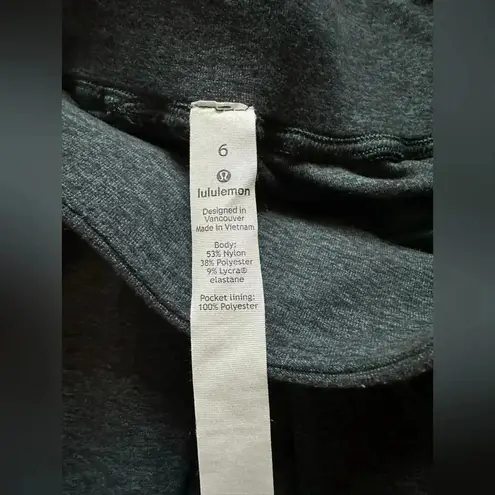 6
lululemon
Designed in
Vancouver
Made in Vietnam
Body:
53% Nylon
38% Polyester
9% Lycra®
elastane
Pocket lining:
100% Polyester